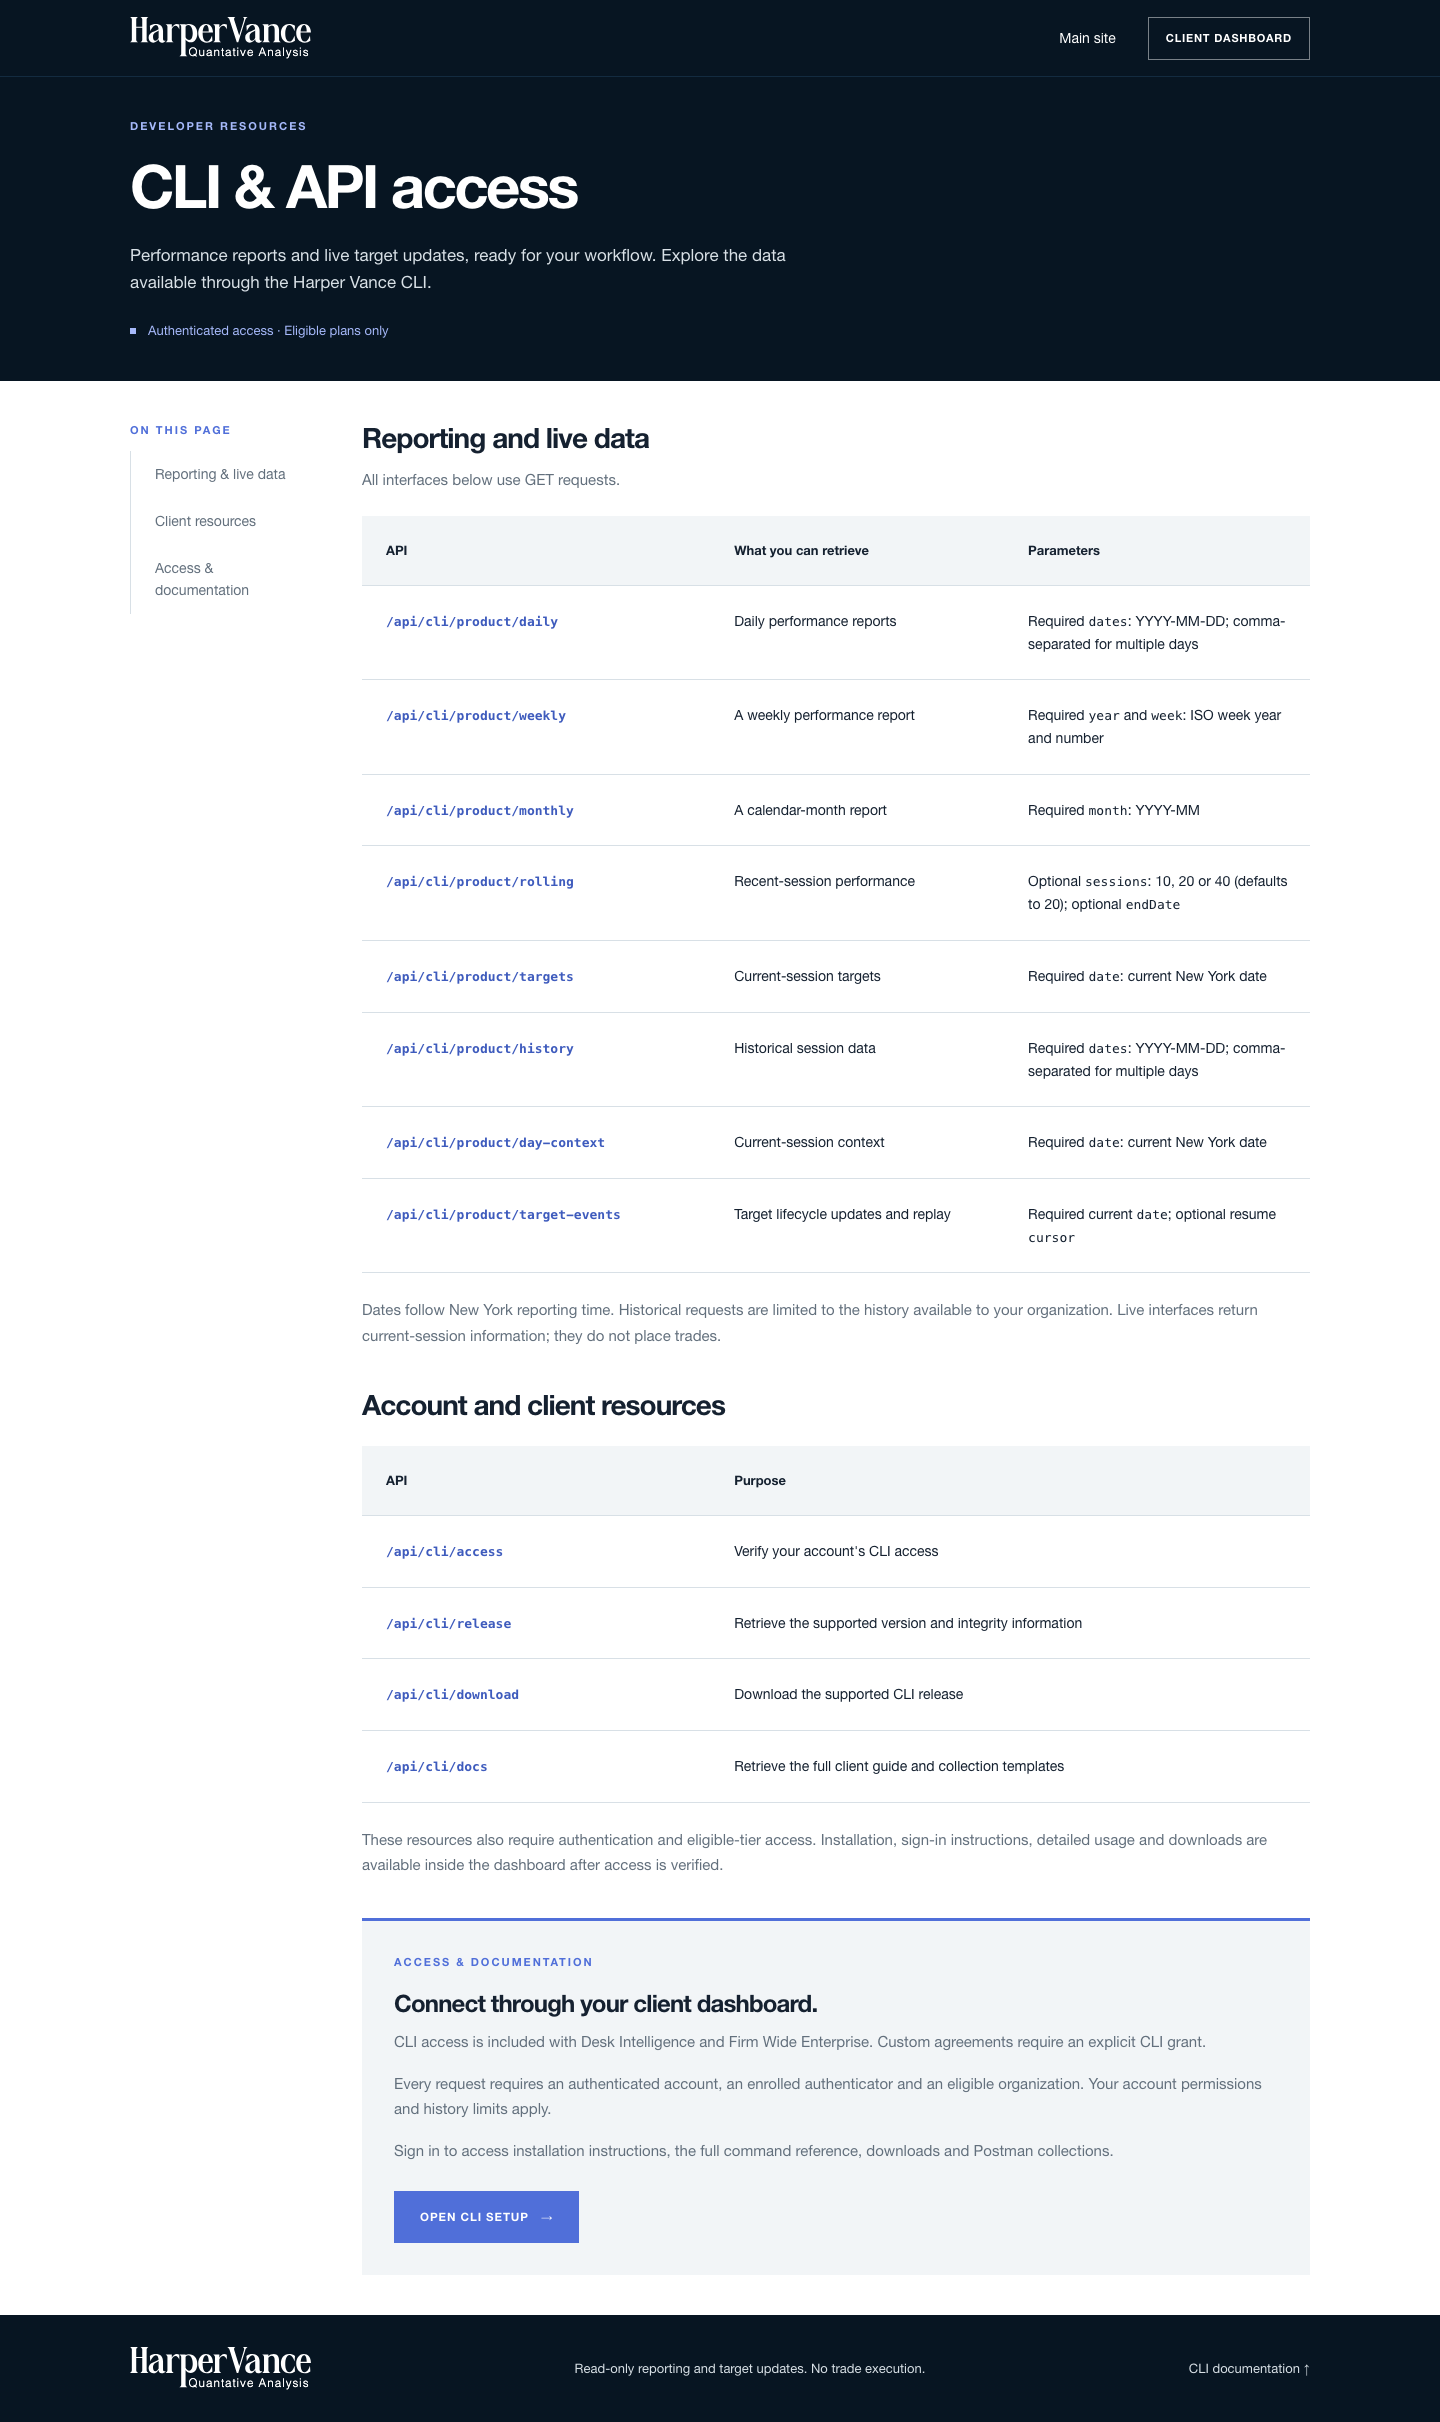 HarperVance
Quantative Analysis
Main site
CLIENT DASHBOARD
DEVELOPER RESOURCES
CLI & API access
Performance reports and live target updates, ready for your workflow. Explore the data
available through the Harper Vance CLI.
Authenticated access · Eligible plans only
ON THIS PAGE
Reporting & live data
Client resources
Access &
documentation
Reporting and live data
All interfaces below use GET requests.
API
What you can retrieve
Parameters
/api/cli/product/daily
Daily performance reports
Required dates: YYYY-MM-DD; comma-
separated for multiple days
/api/cli/product/weekly
A weekly performance report
Required year and week: ISO week year
and number
/api/cli/product/monthly
A calendar-month report
Required month: YYYY-MM
/api/cli/product/rolling
Recent-session performance
Optional sessions: 10, 20 or 40 (defaults
to 20); optional endDate
/api/cli/product/targets
Current-session targets
Required date: current New York date
/api/cli/product/history
Historical session data
Required dates: YYYY-MM-DD; comma-
separated for multiple days
/api/cli/product/day-context
Current-session context
Required date: current New York date
/api/cli/product/target-events
Target lifecycle updates and replay
Required current date; optional resume
cursor
Dates follow New York reporting time. Historical requests are limited to the history available to your organization. Live interfaces return
current-session information; they do not place trades.
Account and client resources
API
Purpose
/api/cli/access
Verify your account's CLI access
/api/cli/release
Retrieve the supported version and integrity information
/api/cli/download
Download the supported CLI release
/api/cli/docs
Retrieve the full client guide and collection templates
These resources also require authentication and eligible-tier access. Installation, sign-in instructions, detailed usage and downloads are
available inside the dashboard after access is verified.
ACCESS & DOCUMENTATION
Connect through your client dashboard.
CLI access is included with Desk Intelligence and Firm Wide Enterprise. Custom agreements require an explicit CLI grant.
Every request requires an authenticated account, an enrolled authenticator and an eligible organization. Your account permissions
and history limits apply.
Sign in to access installation instructions, the full command reference, downloads and Postman collections.
OPEN CLI SETUP →
HarperVance
Quantative Analysis
Read-only reporting and target updates. No trade execution.
CLI documentation ↑